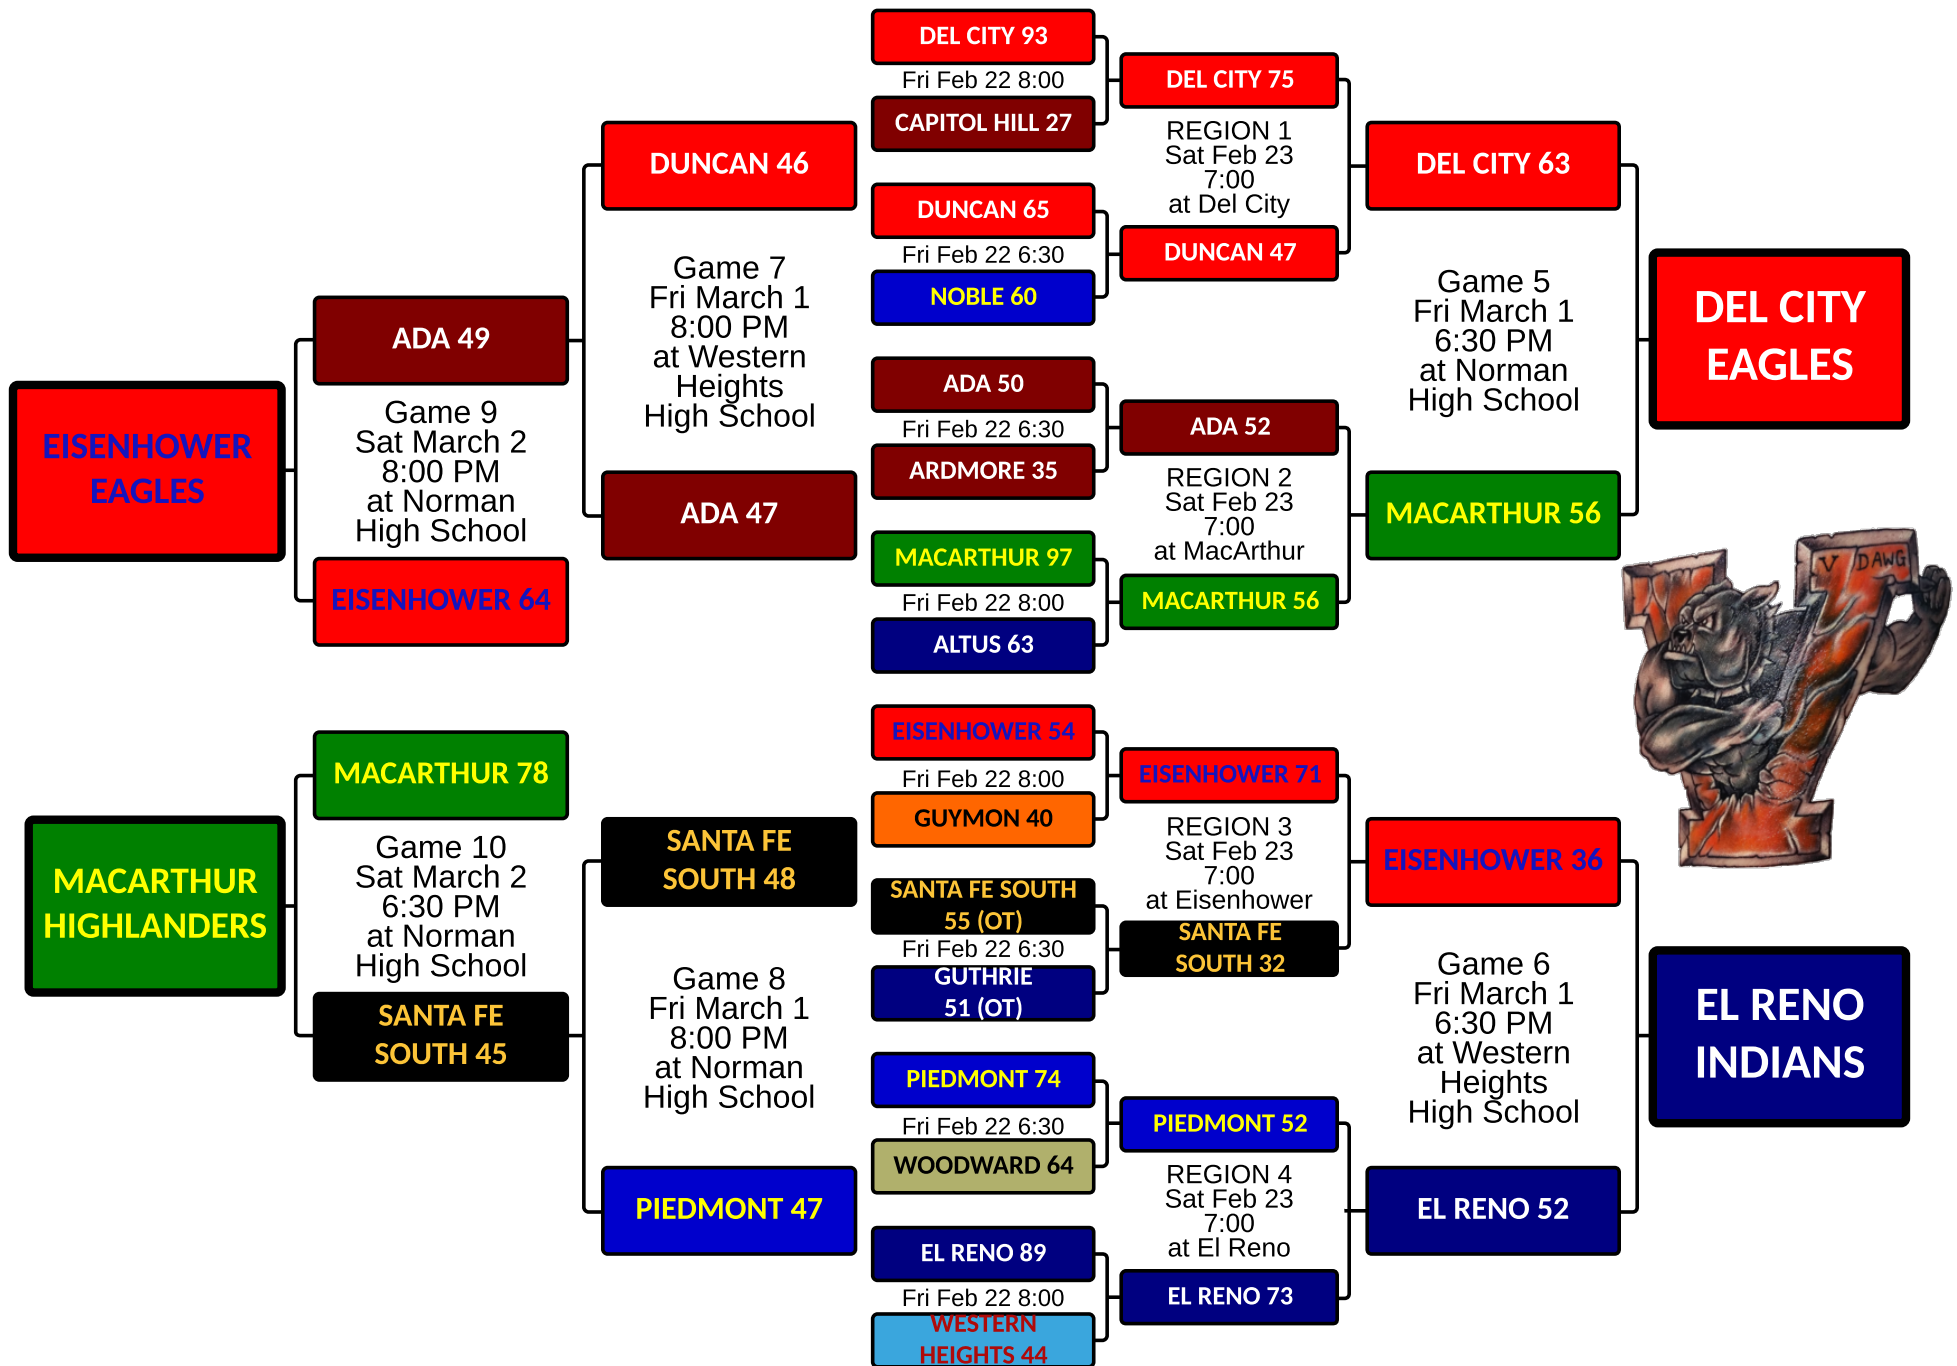 DEL CITY 93
Fri Feb 22 8:00
CAPITOL HILL 27
DUNCAN 65
Fri Feb 22 6:30
NOBLE 60
ADA 50
Fri Feb 22 6:30
ARDMORE 35
MACARTHUR 97
Fri Feb 22 8:00
ALTUS 63
EISENHOWER 54
Fri Feb 22 8:00
GUYMON 40
SANTA FE SOUTH
55 (OT)
Fri Feb 22 6:30
GUTHRIE
51 (OT)
PIEDMONT 74
Fri Feb 22 6:30
WOODWARD 64
EL RENO 89
Fri Feb 22 8:00
WESTERN
HEIGHTS 44
DEL CITY 75
REGION 1
Sat Feb 23
7:00
at Del City
DUNCAN 47
ADA 52
REGION 2
Sat Feb 23
7:00
at MacArthur
MACARTHUR 56
EISENHOWER 71
REGION 3
Sat Feb 23
7:00
at Eisenhower
SANTA FE
SOUTH 32
PIEDMONT 52
REGION 4
Sat Feb 23
7:00
at El Reno
EL RENO 73
DEL CITY 63
Game 5
Fri March 1
6:30 PM
at Norman
High School
MACARTHUR 56
EISENHOWER 36
Game 6
Fri March 1
6:30 PM
at Western
Heights
High School
EL RENO 52
DEL CITY
EAGLES
V DAWG
EL RENO
INDIANS
DUNCAN 46
Game 7
Fri March 1
8:00 PM
at Western
Heights
High School
ADA 47
SANTA FE
SOUTH 48
Game 8
Fri March 1
8:00 PM
at Norman
High School
PIEDMONT 47
ADA 49
Game 9
Sat March 2
8:00 PM
at Norman
High School
EISENHOWER 64
MACARTHUR 78
Game 10
Sat March 2
6:30 PM
at Norman
High School
SANTA FE
SOUTH 45
EISENHOWER
EAGLES
MACARTHUR
HIGHLANDERS